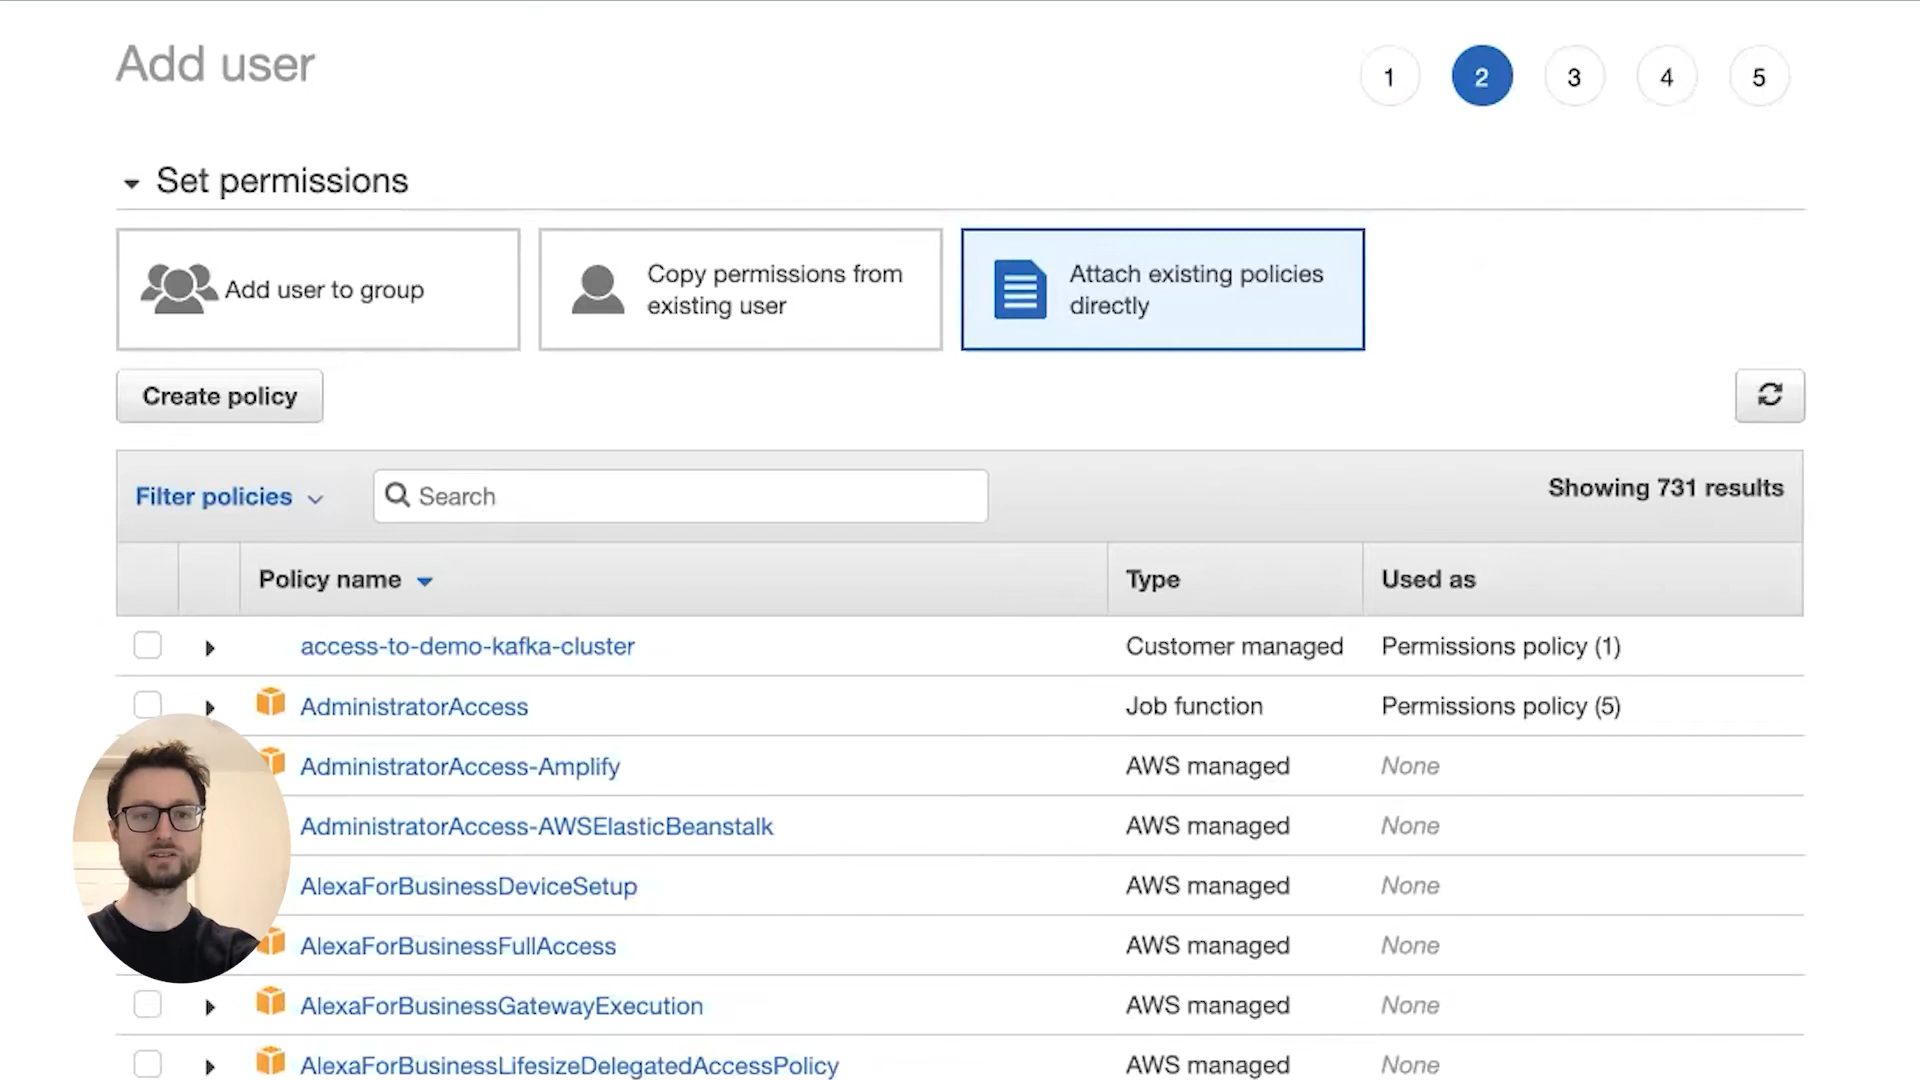 Add user
1 2 3 4 5
Set permissions
Add user to group
Copy permissions from
existing user
Attach existing policies
directly
Create policy
Filter policies
Search
Showing 731 results
Policy name Type Used as
access-to-demo-kafka-cluster Customer managed Permissions policy (1)
AdministratorAccess Job function Permissions policy (5)
AdministratorAccess-Amplify AWS managed None
AdministratorAccess-AWSElasticBeanstalk AWS managed None
AlexaForBusinessDeviceSetup AWS managed None
AlexaForBusinessFullAccess AWS managed None
AlexaForBusinessGatewayExecution AWS managed None
AlexaForBusinessLifesizeDelegatedAccessPolicy AWS managed None